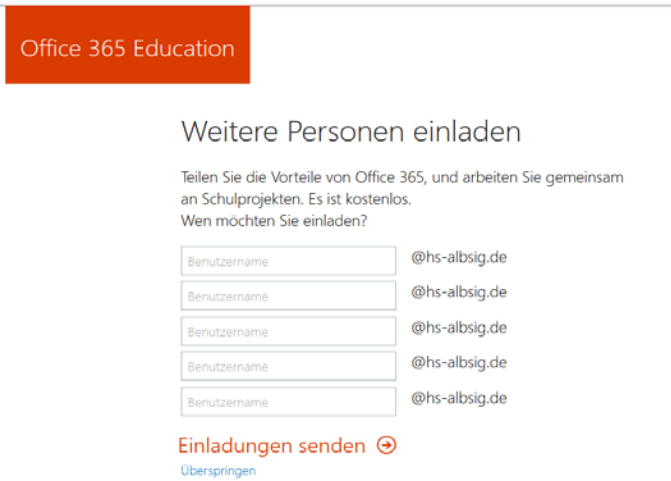 Office 365 Education
Weitere Personen einladen
Teilen Sie die Vorteile von Office 365, und arbeiten Sie gemeinsam
an Schulprojekten. Es ist kostenlos.
Wen möchten Sie einladen?
Benutzername @hs-albsig.de
Benutzername @hs-albsig.de
Benutzername @hs-albsig.de
Benutzername @hs-albsig.de
Benutzername @hs-albsig.de
Einladungen senden
Überspringen